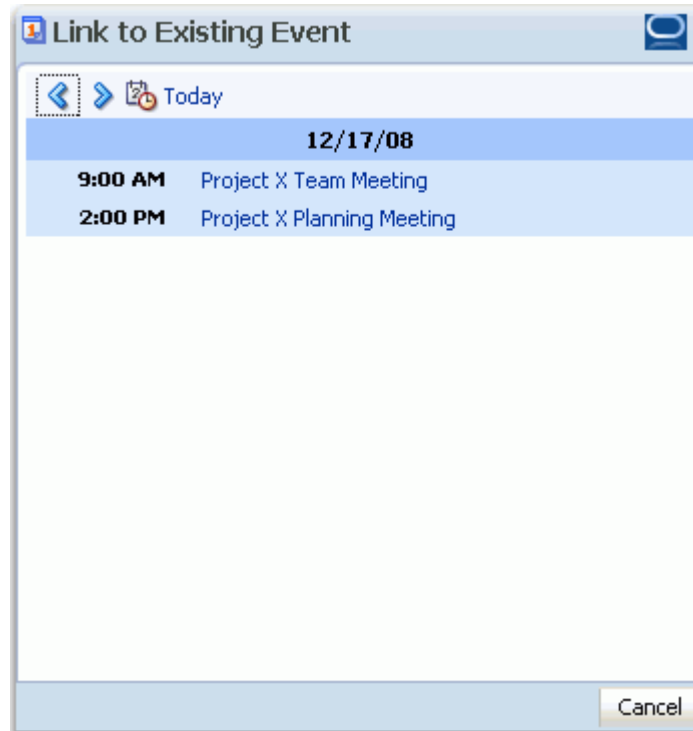 Link to Existing Event
Today
12/17/08
9:00 AM Project X Team Meeting
2:00 PM Project X Planning Meeting
Cancel